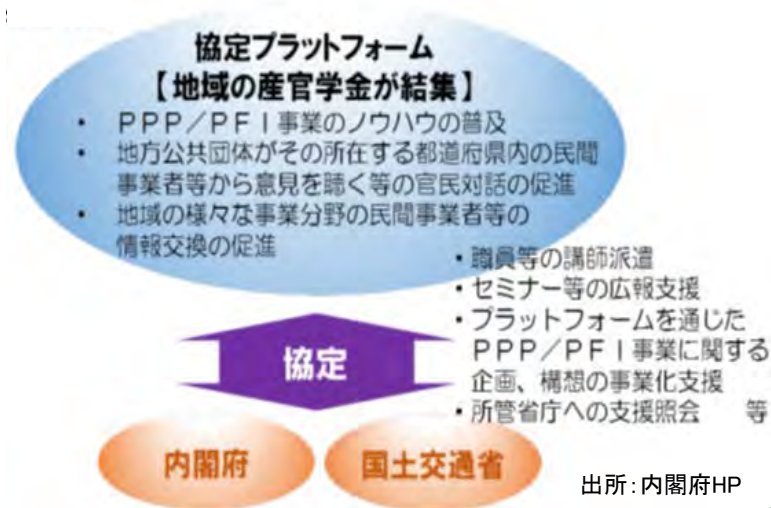 協定プラットフォーム
【地域の産官学金が結集】
・ PPP/PFI事業のノウハウの普及
・ 地方公共団体がその所在する都道府県内の民間
事業者等から意見を聴く等の官民対話の促進
・ 地域の様々な事業分野の民間事業者等の
情報交換の促進
・職員等の講師派遣
・セミナー等の広報支援
・プラットフォームを通じた
PPP/PFI事業に関する
企画、構想の事業化支援
・所管省庁への支援照会 等
協定
内閣府
国土交通省
出所:内閣府HP